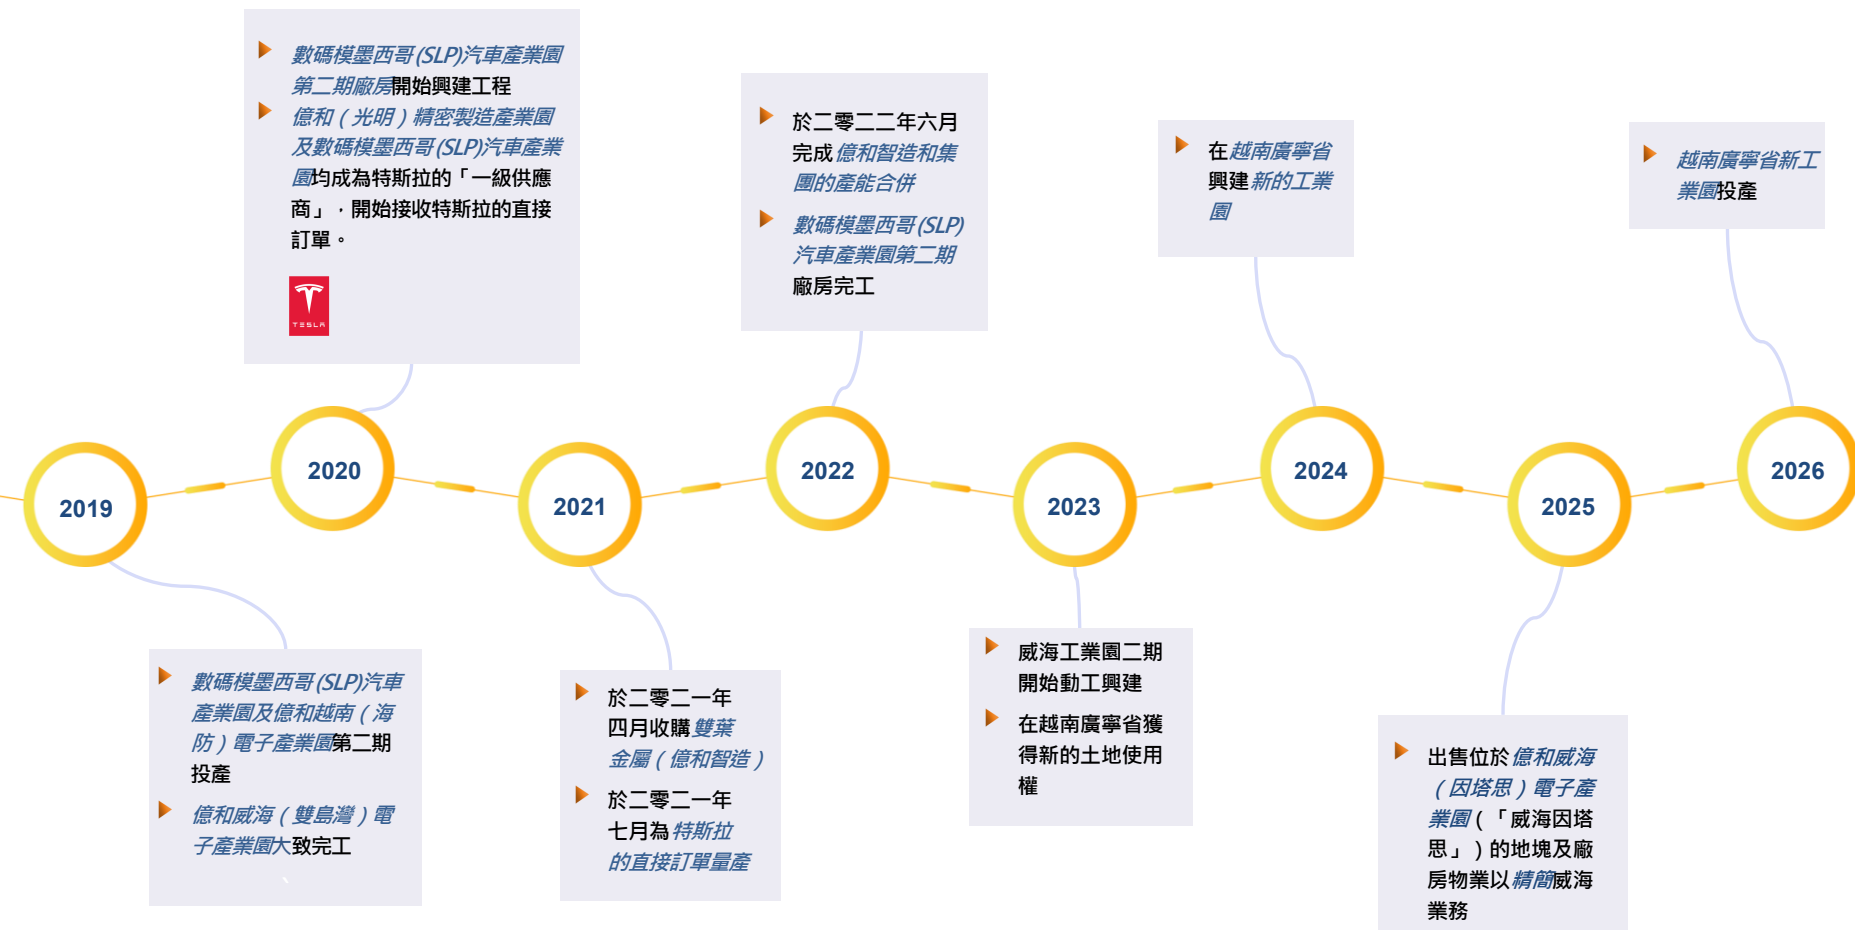 數碼模墨西哥(SLP)汽車產業園
第二期廠房開始興建工程
億和（光明）精密製造產業園
及數碼模墨西哥(SLP)汽車產業
園均成為特斯拉的「一級供應
商」，開始接收特斯拉的直接
訂單。
TESLA
於二零二二年六月
完成億和智造和集
團的產能合併
數碼模墨西哥(SLP)
汽車產業園第二期
廠房完工
在越南廣寧省
興建新的工業
園
越南廣寧省新工
業園投產
2019
2020
2021
2022
2023
2024
2025
2026
數碼模墨西哥(SLP)汽車
產業園及億和越南（海
防）電子產業園第二期
投產
億和威海（雙島灣）電
子產業園大致完工
於二零二一年
四月收購雙葉
金屬（億和智造）
於二零二一年
七月為特斯拉
的直接訂單量產
威海工業園二期
開始動工興建
在越南廣寧省獲
得新的土地使用
權
出售位於億和威海
（因塔思）電子產
業園(「威海因塔
思」)的地塊及廠
房物業以精簡威海
業務